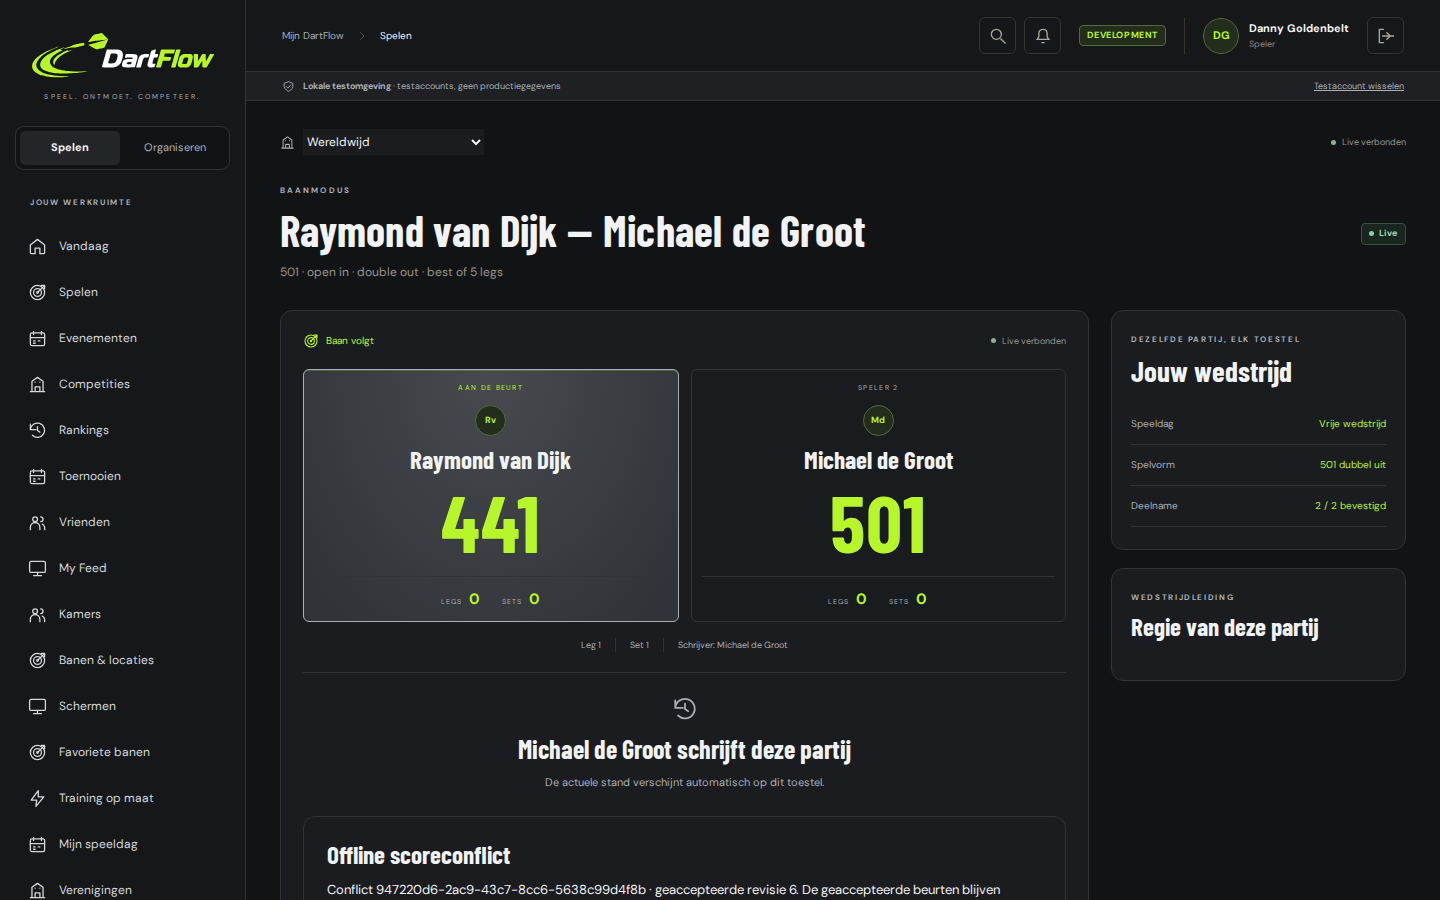 DartFlow
SPEEL. ONTMOET. COMPETEER.
Spelen
Organiseren
JOUW WERKRUIMTE
Vandaag
Spelen
Evenementen
Competities
Rankings
Toernooien
Vrienden
My Feed
Kamers
Banen & locaties
Schermen
Favoriete banen
Training op maat
Mijn speeldag
Verenigingen
Mijn DartFlow
Spelen
DEVELOPMENT
DG
Danny Goldenbelt
Speler
Lokale testomgeving · testaccounts, geen productiegegevens
Testaccount wisselen
Wereldwijd
Live verbonden
BAANMODUS
Raymond van Dijk — Michael de Groot
Live
501 · open in · double out · best of 5 legs
Baan volgt
Live verbonden
AAN DE BEURT
Rv
Raymond van Dijk
441
LEGS 0 SETS 0
SPELER 2
Md
Michael de Groot
501
LEGS 0 SETS 0
Leg 1
Set 1
Schrijver: Michael de Groot
Michael de Groot schrijft deze partij
De actuele stand verschijnt automatisch op dit toestel.
Offline scoreconflict
Conflict 947220d6-2ac9-43c7-8cc6-5638c99d4f8b · geaccepteerde revisie 6. De geaccepteerde beurten blijven
DEZELFDE PARTIJ, ELK TOESTEL
Jouw wedstrijd
Speeldag Vrije wedstrijd
Spelvorm 501 dubbel uit
Deelname 2 / 2 bevestigd
WEDSTRIJDLEIDING
Regie van deze partij